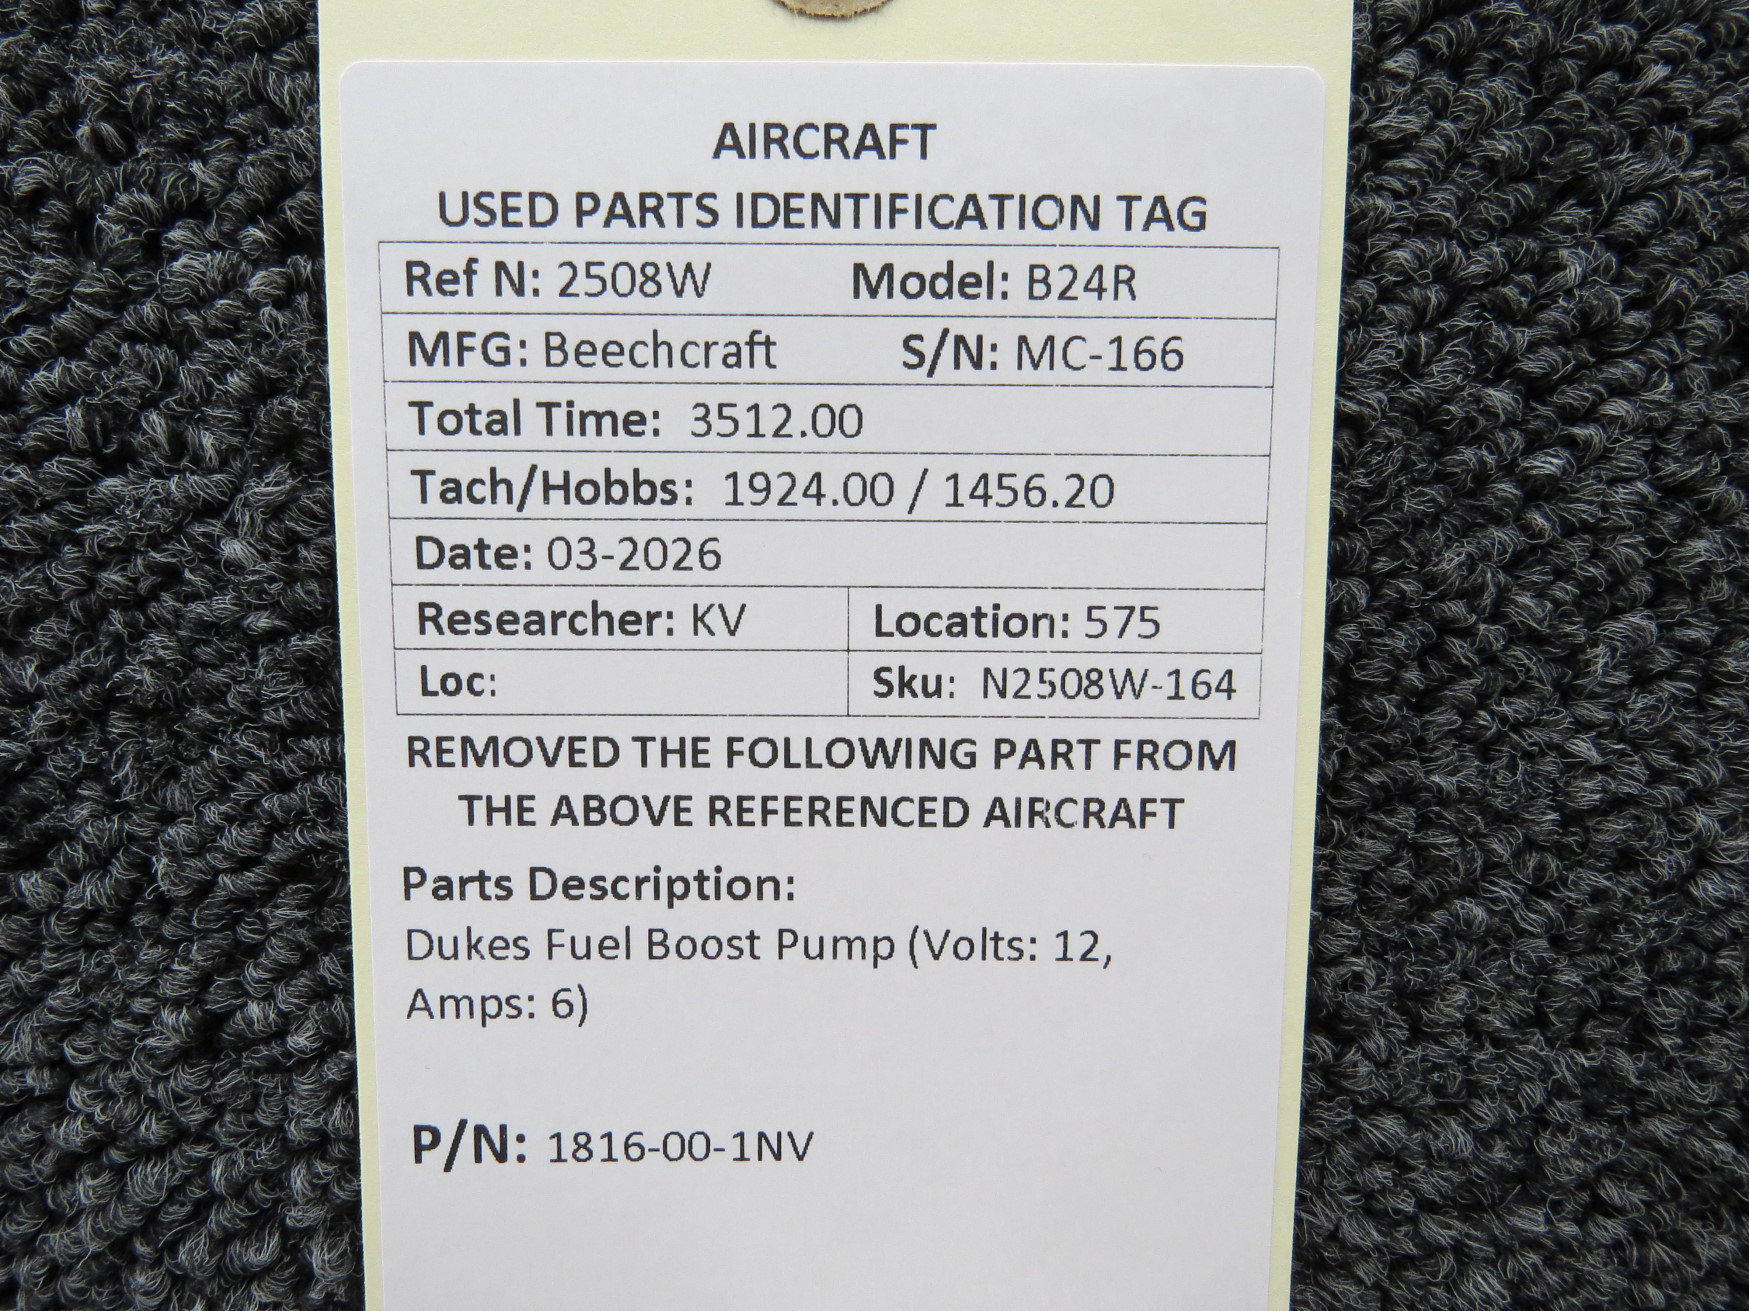 AIRCRAFT
USED PARTS IDENTIFICATION TAG
Ref N: 2508W Model: B24R
MFG: Beechcraft S/N: MC-166
Total Time: 3512.00
Tach/Hobbs: 1924.00 / 1456.20
Date: 03-2026
Researcher: KV Location: 575
Loc: Sku: N2508W-164
REMOVED THE FOLLOWING PART FROM
THE ABOVE REFERENCED AIRCRAFT
Parts Description:
Dukes Fuel Boost Pump (Volts: 12,
Amps: 6)
P/N: 1816-00-1NV